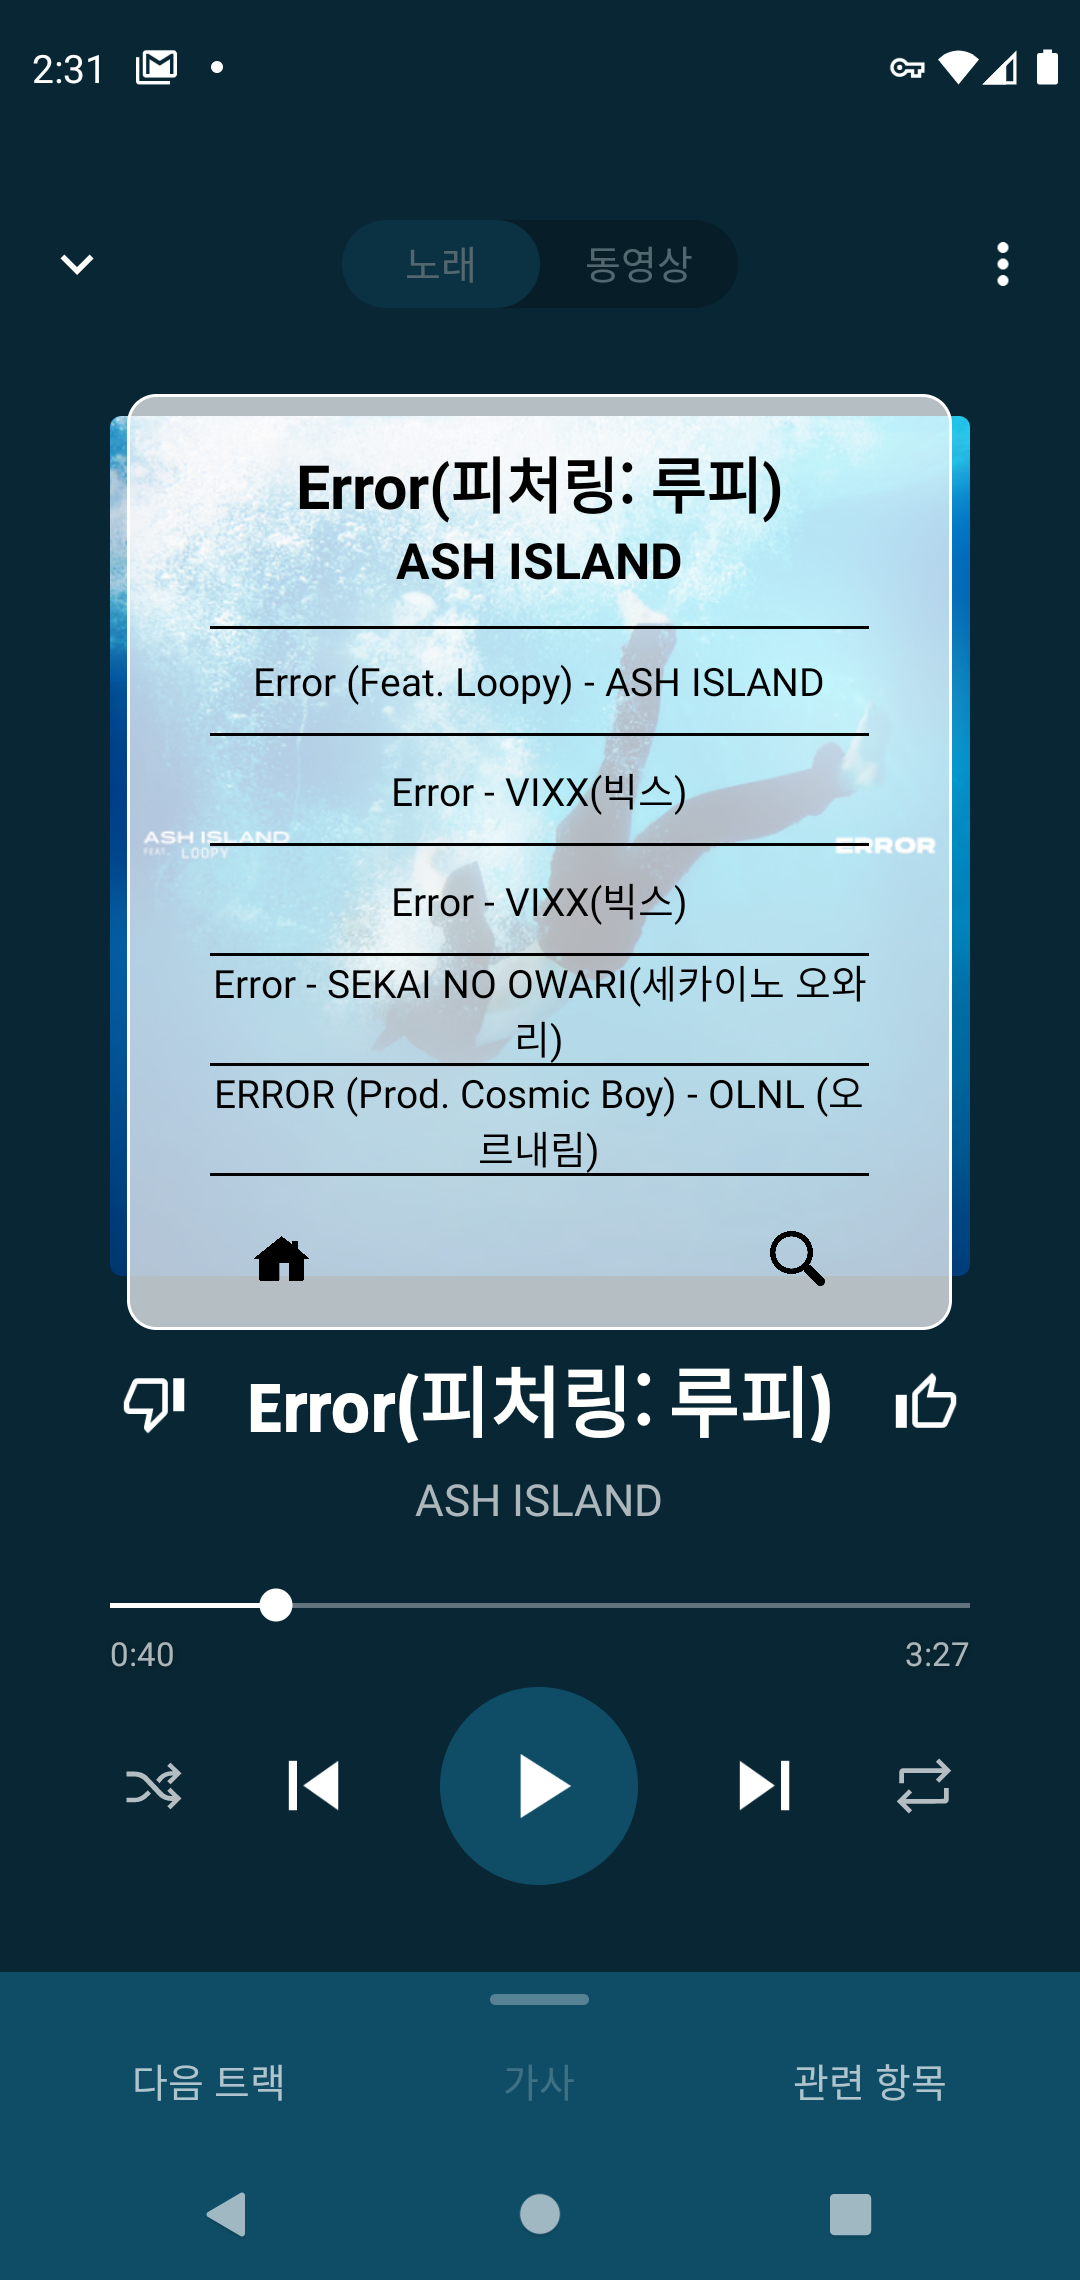 2:31
노래
동영상
Error(피처링: 루피)
ASH ISLAND
Error (Feat. Loopy) - ASH ISLAND
Error - VIXX(빅스)
ASH ISLAND
FEAT. LOOPY
ERROR
Error - VIXX(빅스)
Error - SEKAI NO OWARI(세카이노 오와
리)
ERROR (Prod. Cosmic Boy) - OLNL (오
르내림)
Error(피처링: 루피)
ASH ISLAND
0:40
3:27
다음 트랙
가사
관련 항목